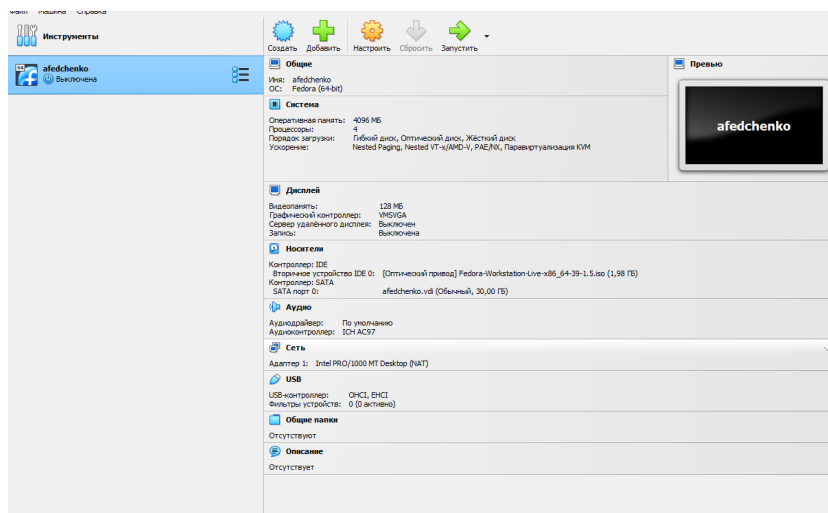 Файл Машина Справка
Инструменты
Создать Добавить Настроить Сбросить Запустить
64
afedchenko
Выключена
Общие
Имя: afedchenko
ОС: Fedora (64-bit)
Превью
afedchenko
Система
Оперативная память: 4096 МБ
Процессоры: 4
Порядок загрузки: Гибкий диск, Оптический диск, Жёсткий диск
Ускорение: Nested Paging, Nested VT-x/AMD-V, PAE/NX, Паравиртуализация KVM
Дисплей
Видеопамять: 128 МБ
Графический контроллер: VMSVGA
Сервер удалённого дисплея: Выключен
Запись: Выключена
Носители
Контроллер: IDE
Вторичное устройство IDE 0: [Оптический привод] Fedora-Workstation-Live-x86_64-39-1.5.iso (1,98 ГБ)
Контроллер: SATA
SATA порт 0: afedchenko.vdi (Обычный, 30,00 ГБ)
Аудио
Аудиодрайвер: По умолчанию
Аудиоконтроллер: ICH AC97
Сеть
Адаптер 1: Intel PRO/1000 MT Desktop (NAT)
USB
USB-контроллер: OHCI, EHCI
Фильтры устройств: 0 (0 активно)
Общие папки
Отсутствуют
Описание
Отсутствует